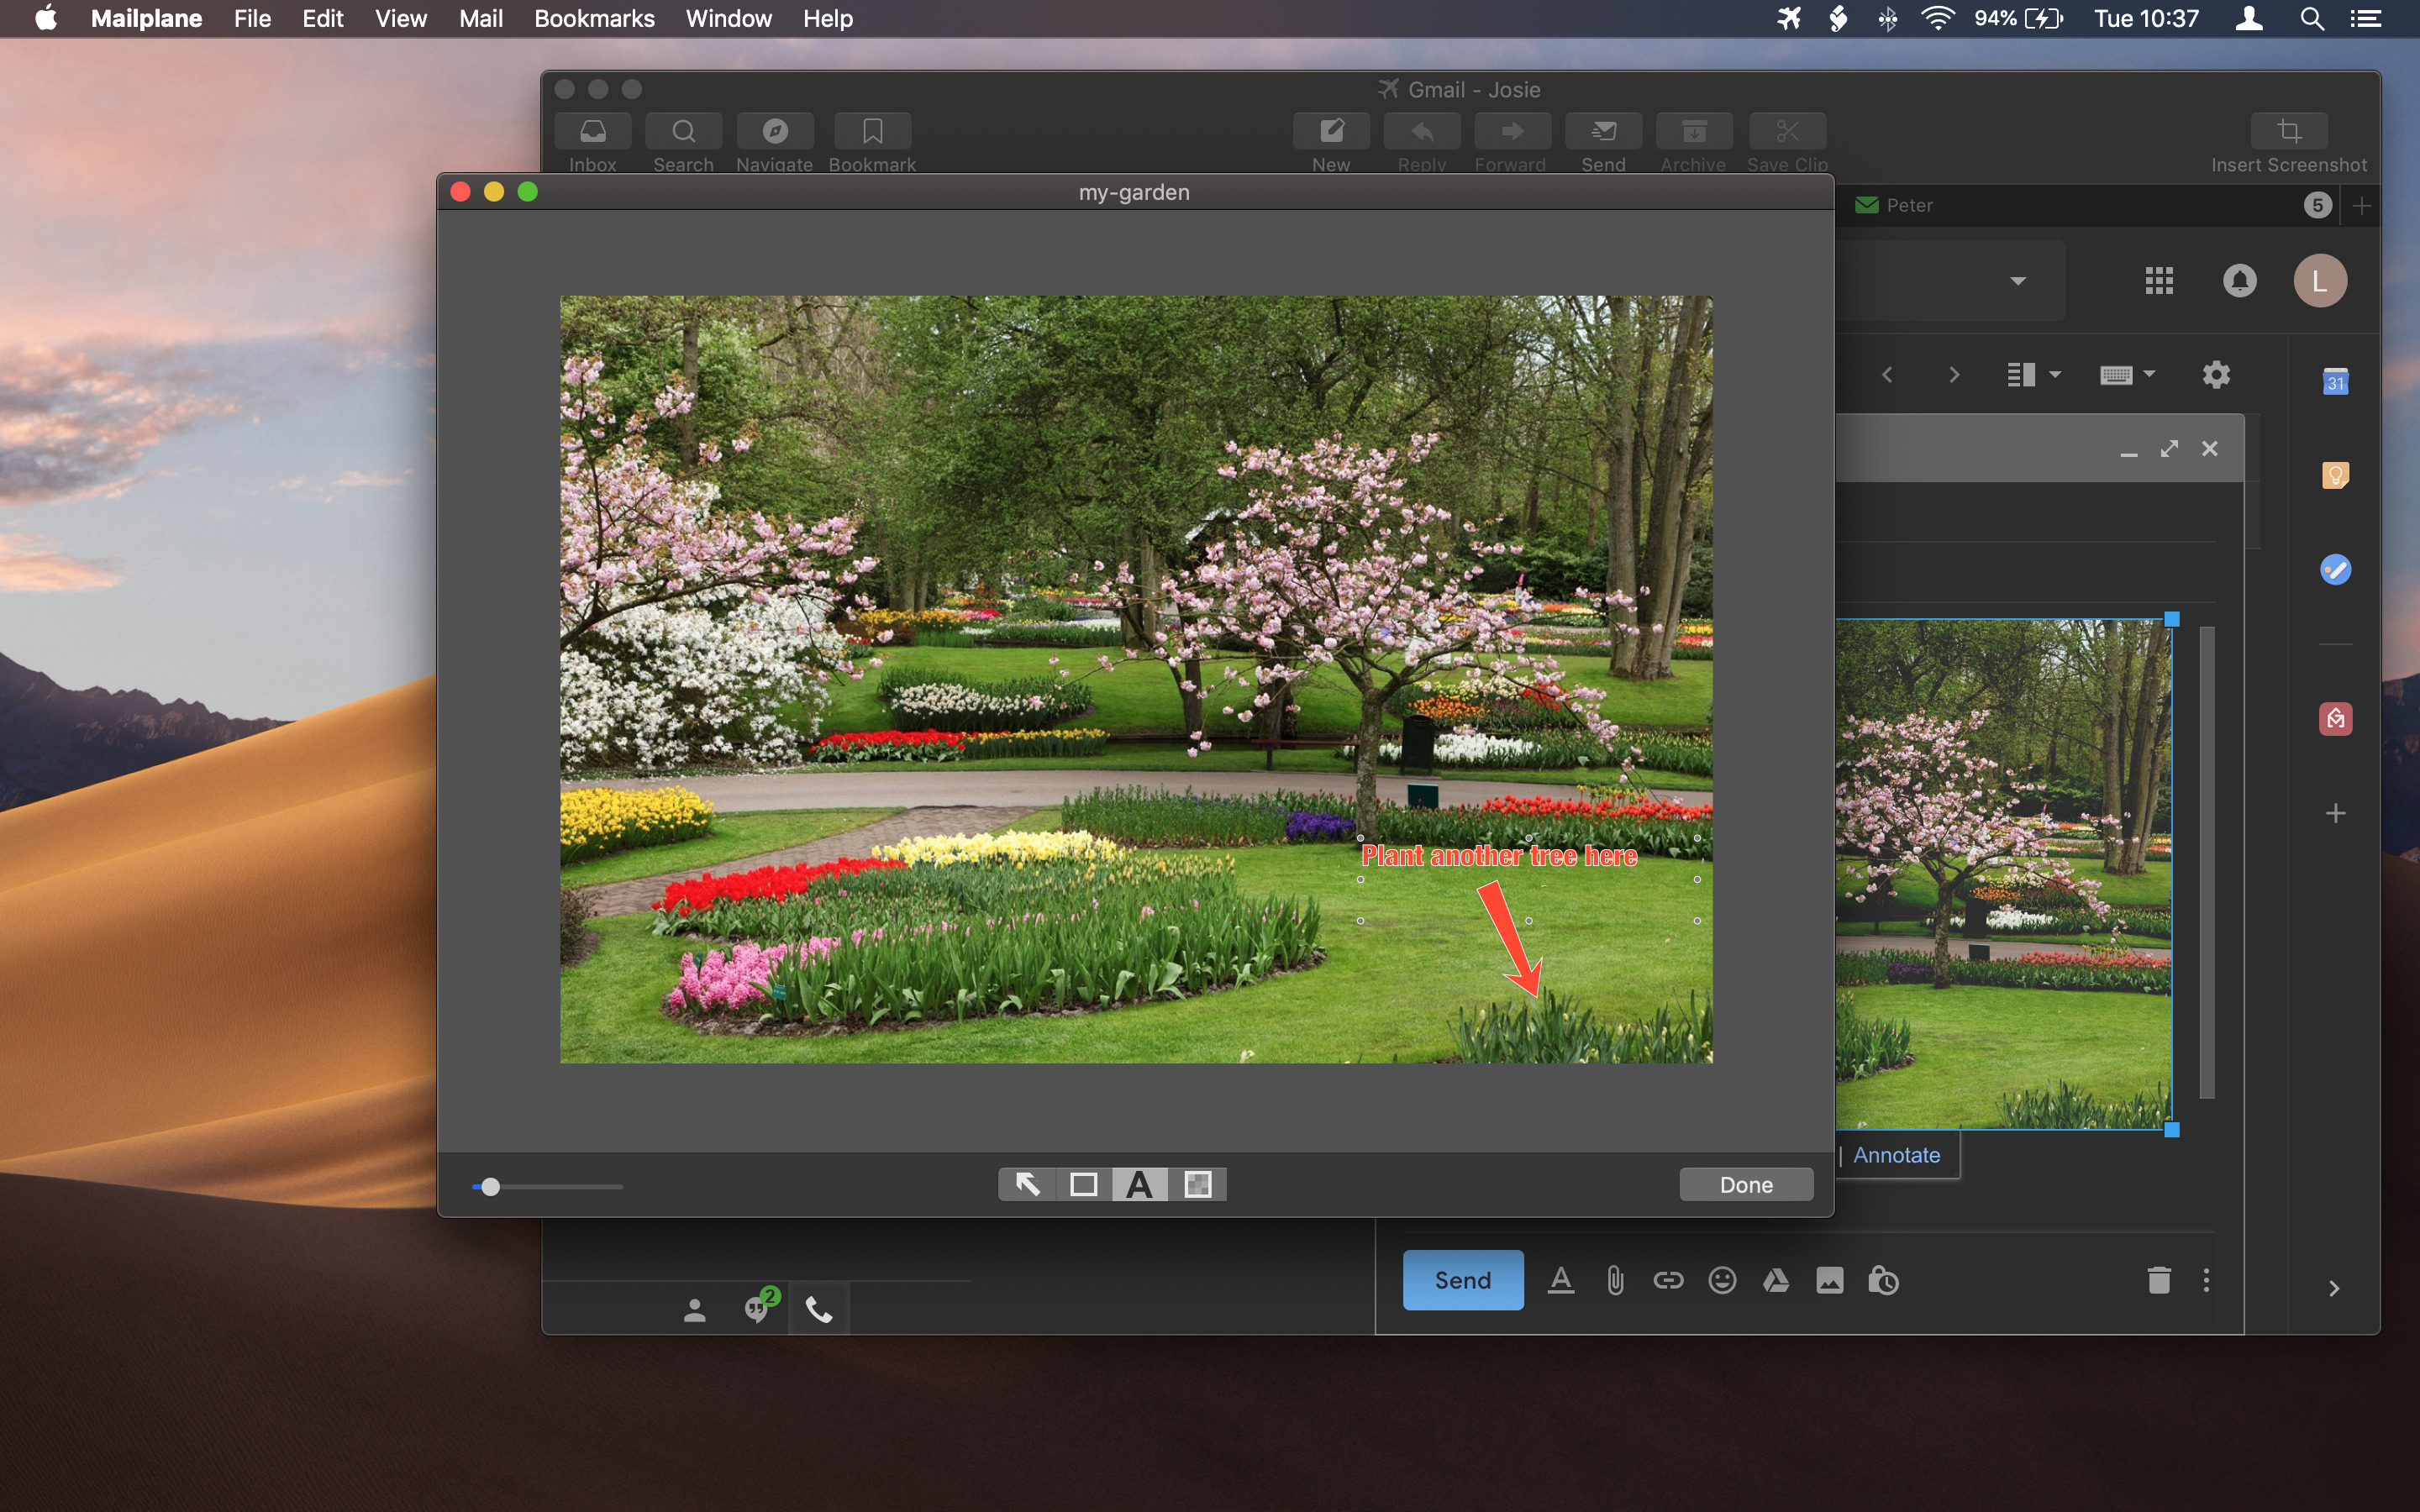 Mailplane File Edit View Mail Bookmarks Window Help 94% Tue 10:37
Gmail - Josie
Inbox Search Navigate Bookmark New Reply Forward Send Archive Save Clip Insert Screenshot
my-garden
Peter 5
L
31
Plant another tree here
| Annotate
A Done
Send
2